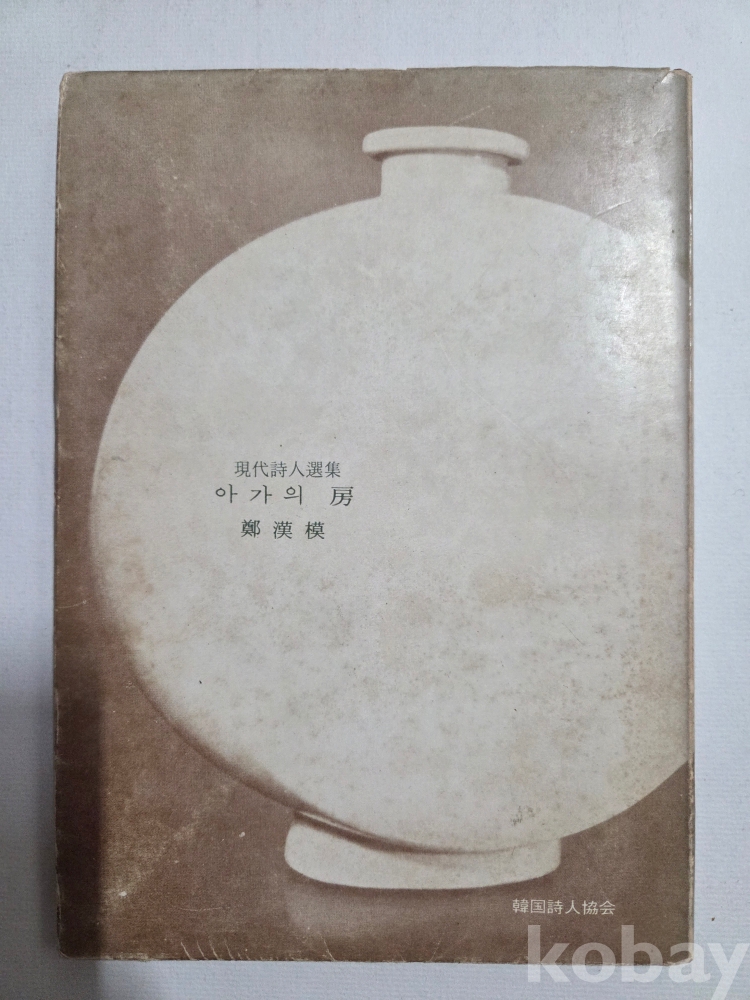 現代詩人選集
아가의 房
鄭漢模
韓国詩人協会
kobay